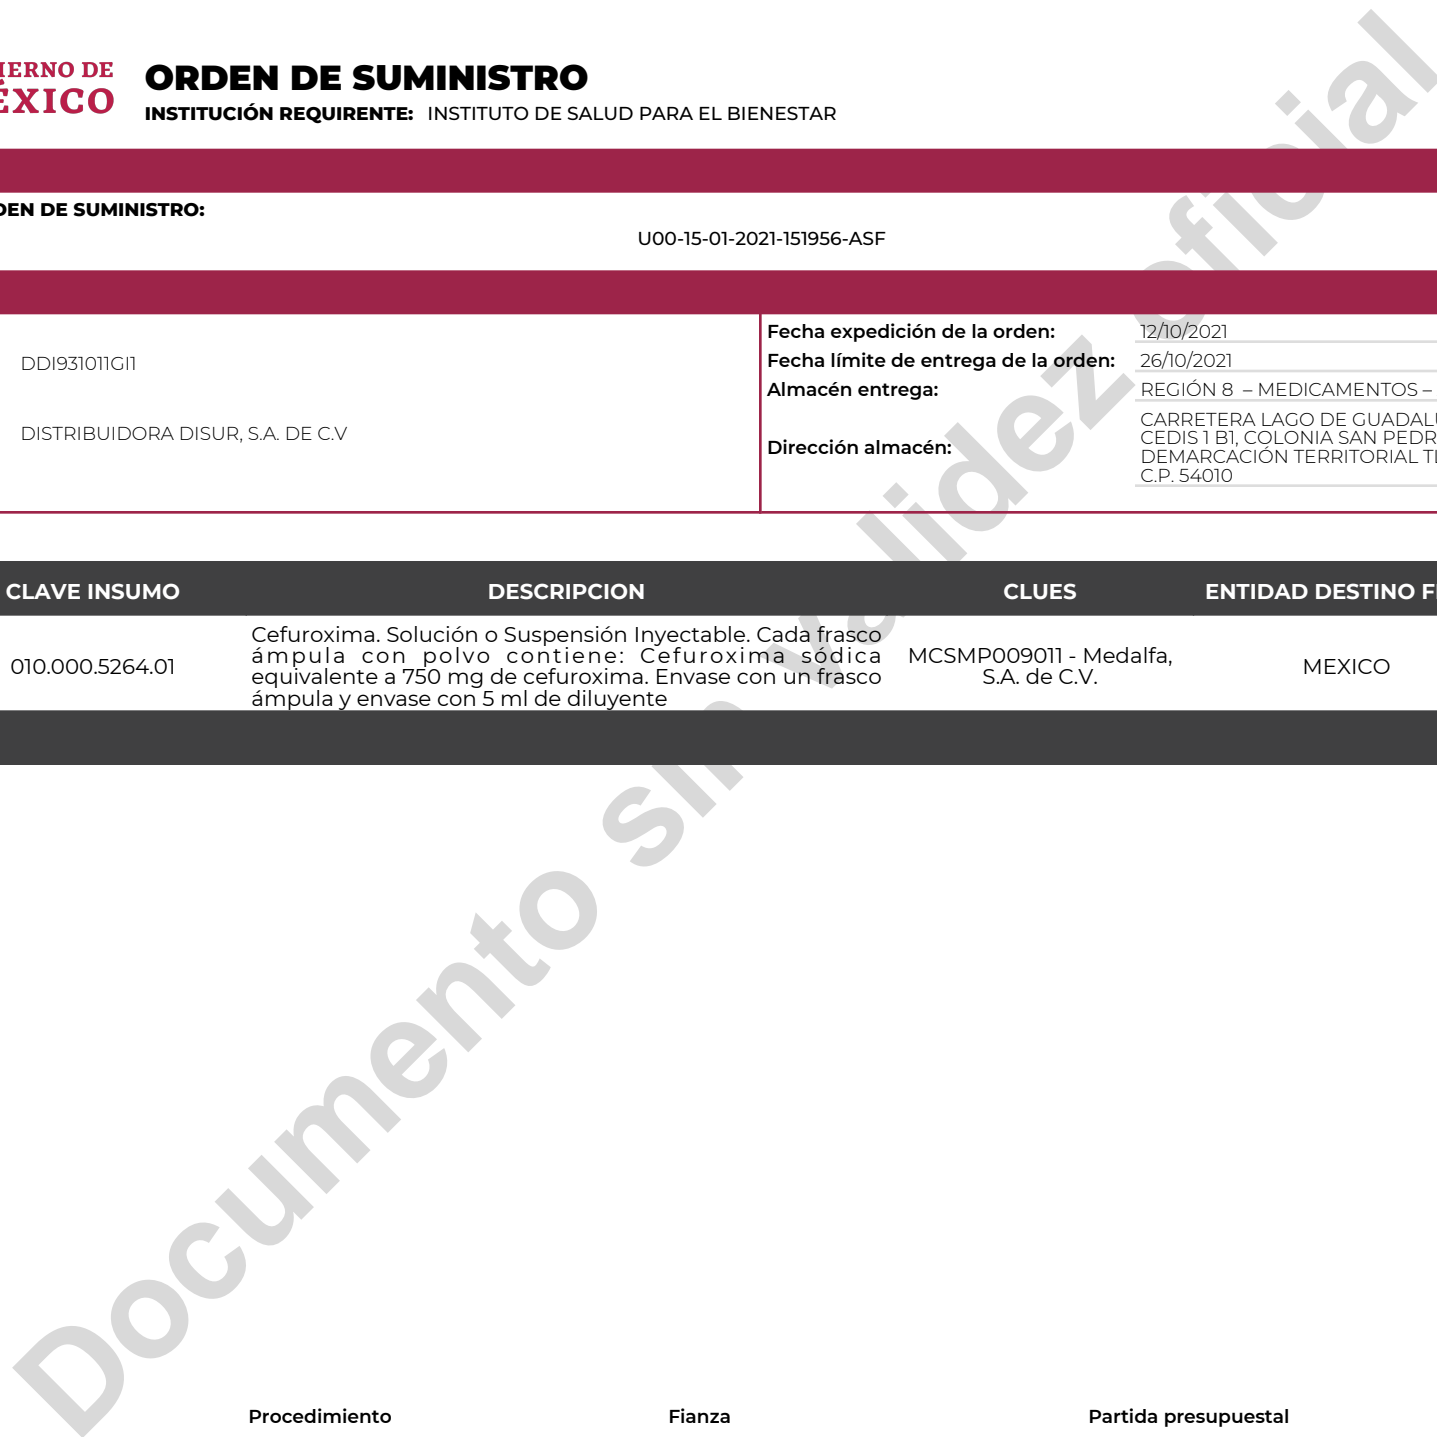 IERNO DE
ÉXICO
ORDEN DE SUMINISTRO
INSTITUCIÓN REQUIRENTE: INSTITUTO DE SALUD PARA EL BIENESTAR
DEN DE SUMINISTRO:
U00-15-01-2021-151956-ASF
DDI931011GI1
DISTRIBUIDORA DISUR, S.A. DE C.V
Fecha expedición de la orden: 12/10/2021
Fecha límite de entrega de la orden: 26/10/2021
Almacén entrega: REGIÓN 8 – MEDICAMENTOS –
Dirección almacén:
CARRETERA LAGO DE GUADALU
CEDIS 1 B1, COLONIA SAN PEDR
DEMARCACIÓN TERRITORIAL TL
C.P. 54010
CLAVE INSUMO DESCRIPCION CLUES ENTIDAD DESTINO FI
010.000.5264.01
Cefuroxima. Solución o Suspensión Inyectable. Cada frasco
ámpula con polvo contiene: Cefuroxima sódica
equivalente a 750 mg de cefuroxima. Envase con un frasco
ámpula y envase con 5 ml de diluyente
MCSMP009011 - Medalfa,
S.A. de C.V.
MEXICO
Documento sin validez oficial
Procedimiento Fianza Partida presupuestal